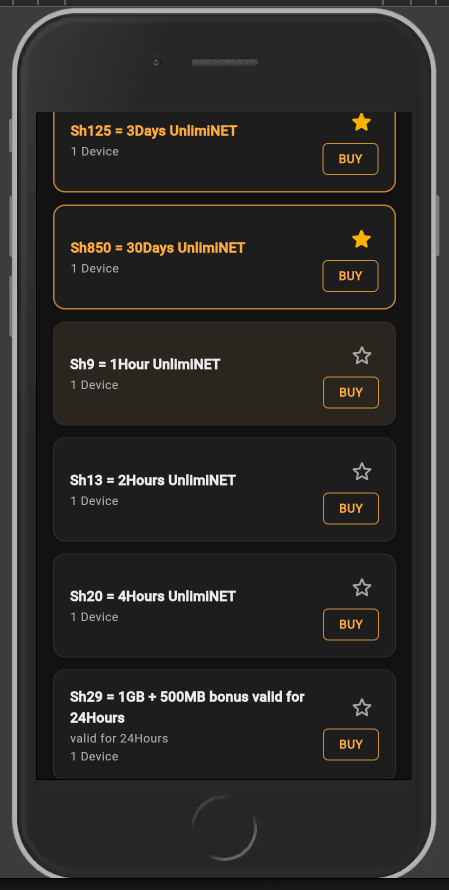 Sh125 = 3Days UnlimiNET
1 Device
BUY
Sh850 = 30Days UnlimiNET
1 Device
BUY
Sh9 = 1Hour UnlimiNET
1 Device
BUY
Sh13 = 2Hours UnlimiNET
1 Device
BUY
Sh20 = 4Hours UnlimiNET
1 Device
BUY
Sh29 = 1GB + 500MB bonus valid for
24Hours
valid for 24Hours
1 Device
BUY